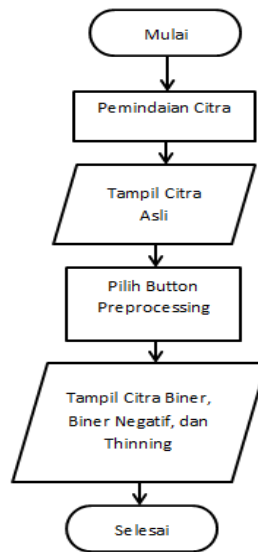 Mulai
Pemindaian Citra
Tampil Citra
Asli
Pilih Button
Preprocessing
Tampil Citra Biner,
Biner Negatif, dan
Thinning
Selesai